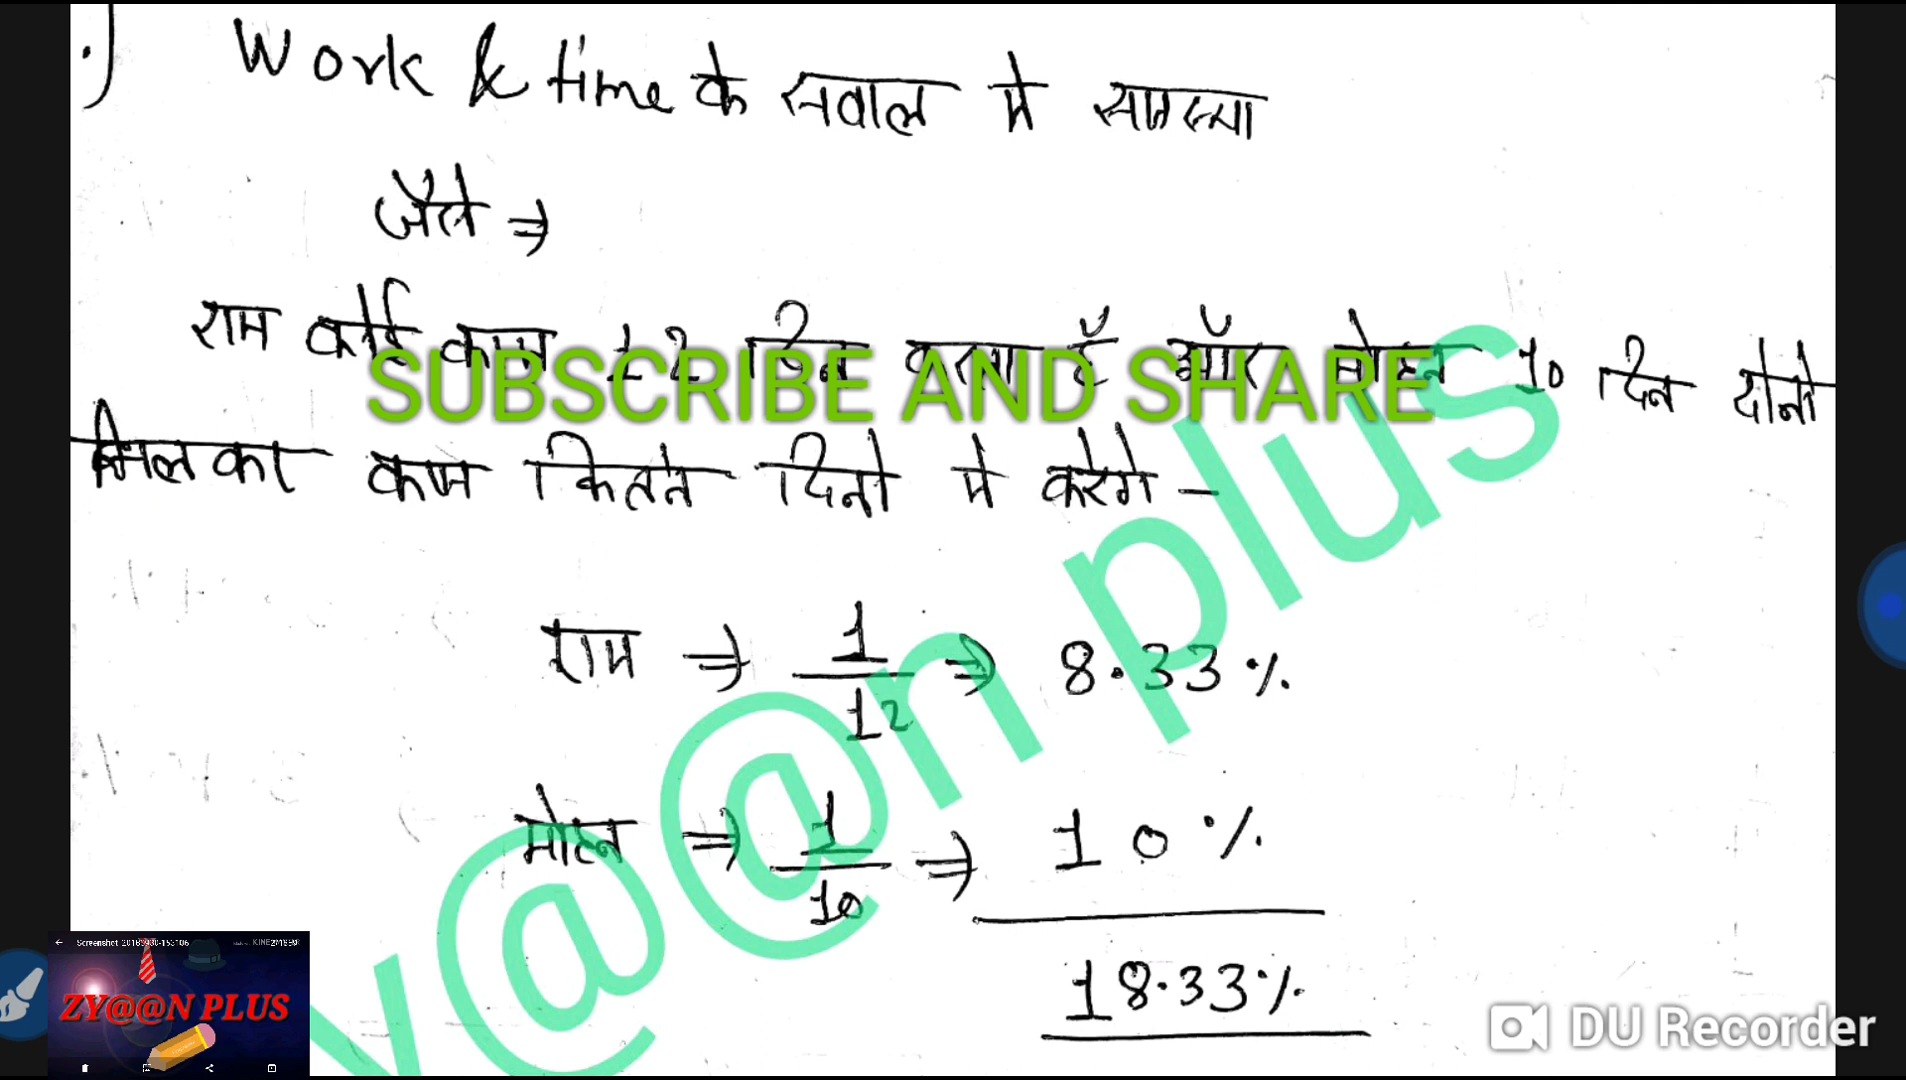 .) Work & time के सवाल मे समस्या
जैसे ⇒
राम कोई काम 12 दिन करता है और मोहन 10 दिन दोनो
SUBSCRIBE AND SHARE
मिलका काम कितने दिनो मे करेगे –
राम ⇒ 1/12 ⇒ 8.33%
मोहन ⇒ 1/10 ⇒ 10%
18.33%
y@@n plus
ZY@@N PLUS
DU Recorder